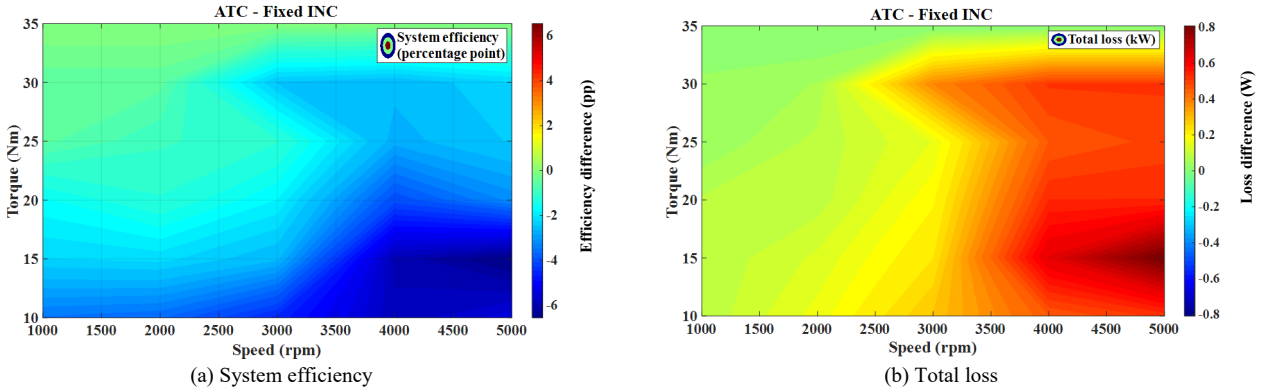 ATC - Fixed INC
35
30
25
20
15
10
Torque (Nm)
1000 1500 2000 2500 3000 3500 4000 4500 5000
Speed (rpm)
System efficiency
(percentage point)
6
4
2
0
-2
-4
-6
Efficiency difference (pp)
(a) System efficiency
ATC - Fixed INC
35
30
25
20
15
10
Torque (Nm)
1000 1500 2000 2500 3000 3500 4000 4500 5000
Speed (rpm)
Total loss (kW)
0.8
0.6
0.4
0.2
0
-0.2
-0.4
-0.6
-0.8
Loss difference (W)
(b) Total loss